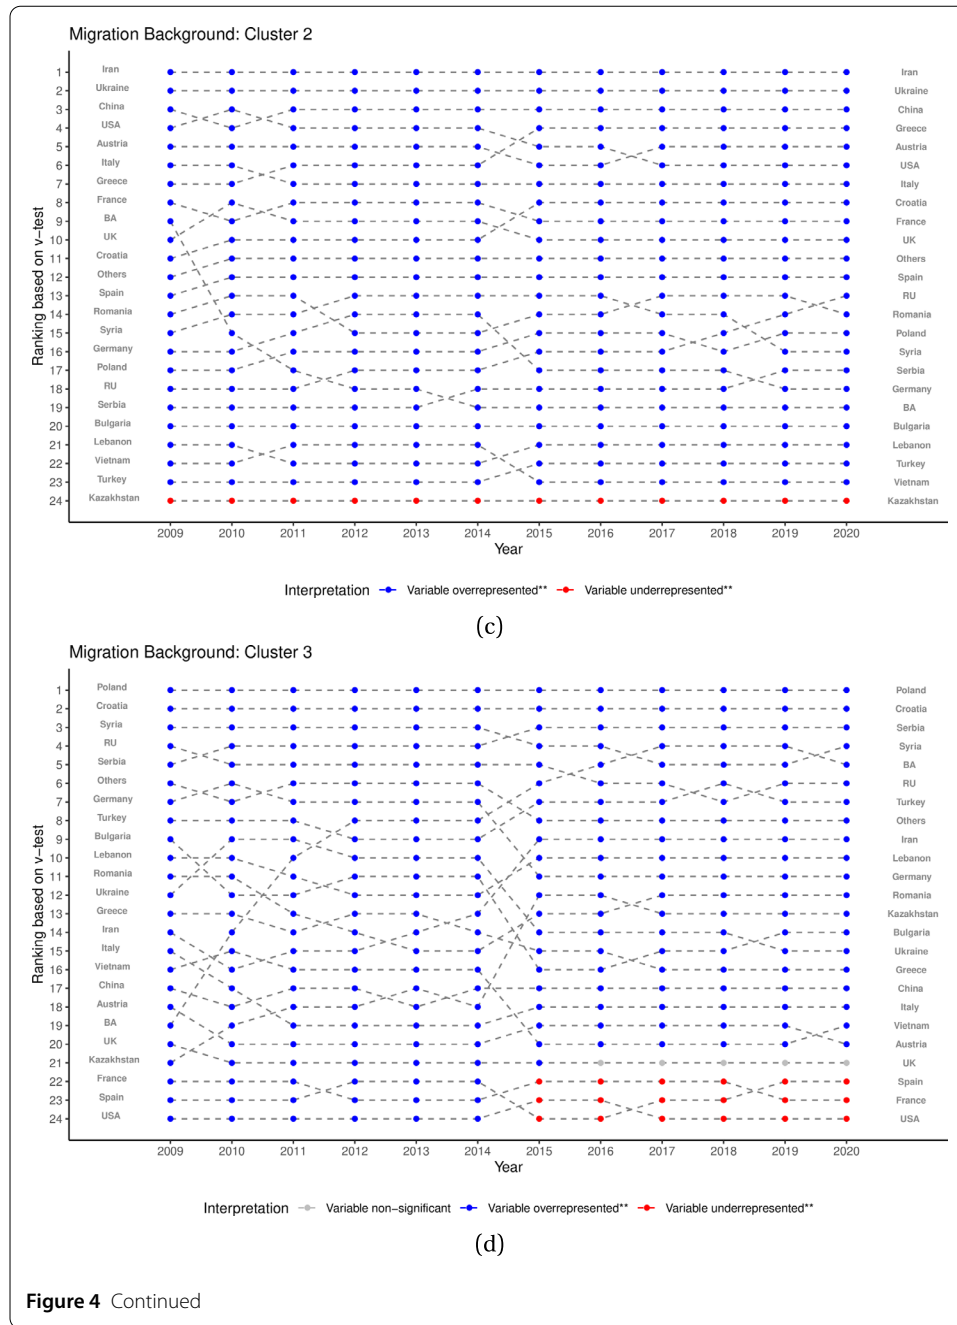 Migration Background: Cluster 2
Ranking based on v−test
1 Iran Iran
2 Ukraine Ukraine
3 China China
4 USA Greece
5 Austria Austria
6 Italy USA
7 Greece Italy
8 France Croatia
9 BA France
10 UK UK
11 Croatia Others
12 Others Spain
13 Spain RU
14 Romania Romania
15 Syria Poland
16 Germany Syria
17 Poland Serbia
18 RU Germany
19 Serbia BA
20 Bulgaria Bulgaria
21 Lebanon Lebanon
22 Vietnam Turkey
23 Turkey Vietnam
24 Kazakhstan Kazakhstan
2009 2010 2011 2012 2013 2014 2015 2016 2017 2018 2019 2020
Year
Interpretation Variable overrepresented** Variable underrepresented**
(c)
Migration Background: Cluster 3
Ranking based on v−test
1 Poland Poland
2 Croatia Croatia
3 Syria Serbia
4 RU Syria
5 Serbia BA
6 Others RU
7 Germany Turkey
8 Turkey Others
9 Bulgaria Iran
10 Lebanon Lebanon
11 Romania Germany
12 Ukraine Romania
13 Greece Kazakhstan
14 Iran Bulgaria
15 Italy Ukraine
16 Vietnam Greece
17 China China
18 Austria Italy
19 BA Vietnam
20 UK Austria
21 Kazakhstan UK
22 France Spain
23 Spain France
24 USA USA
2009 2010 2011 2012 2013 2014 2015 2016 2017 2018 2019 2020
Year
Interpretation Variable non−significant Variable overrepresented** Variable underrepresented**
(d)
Figure 4 Continued